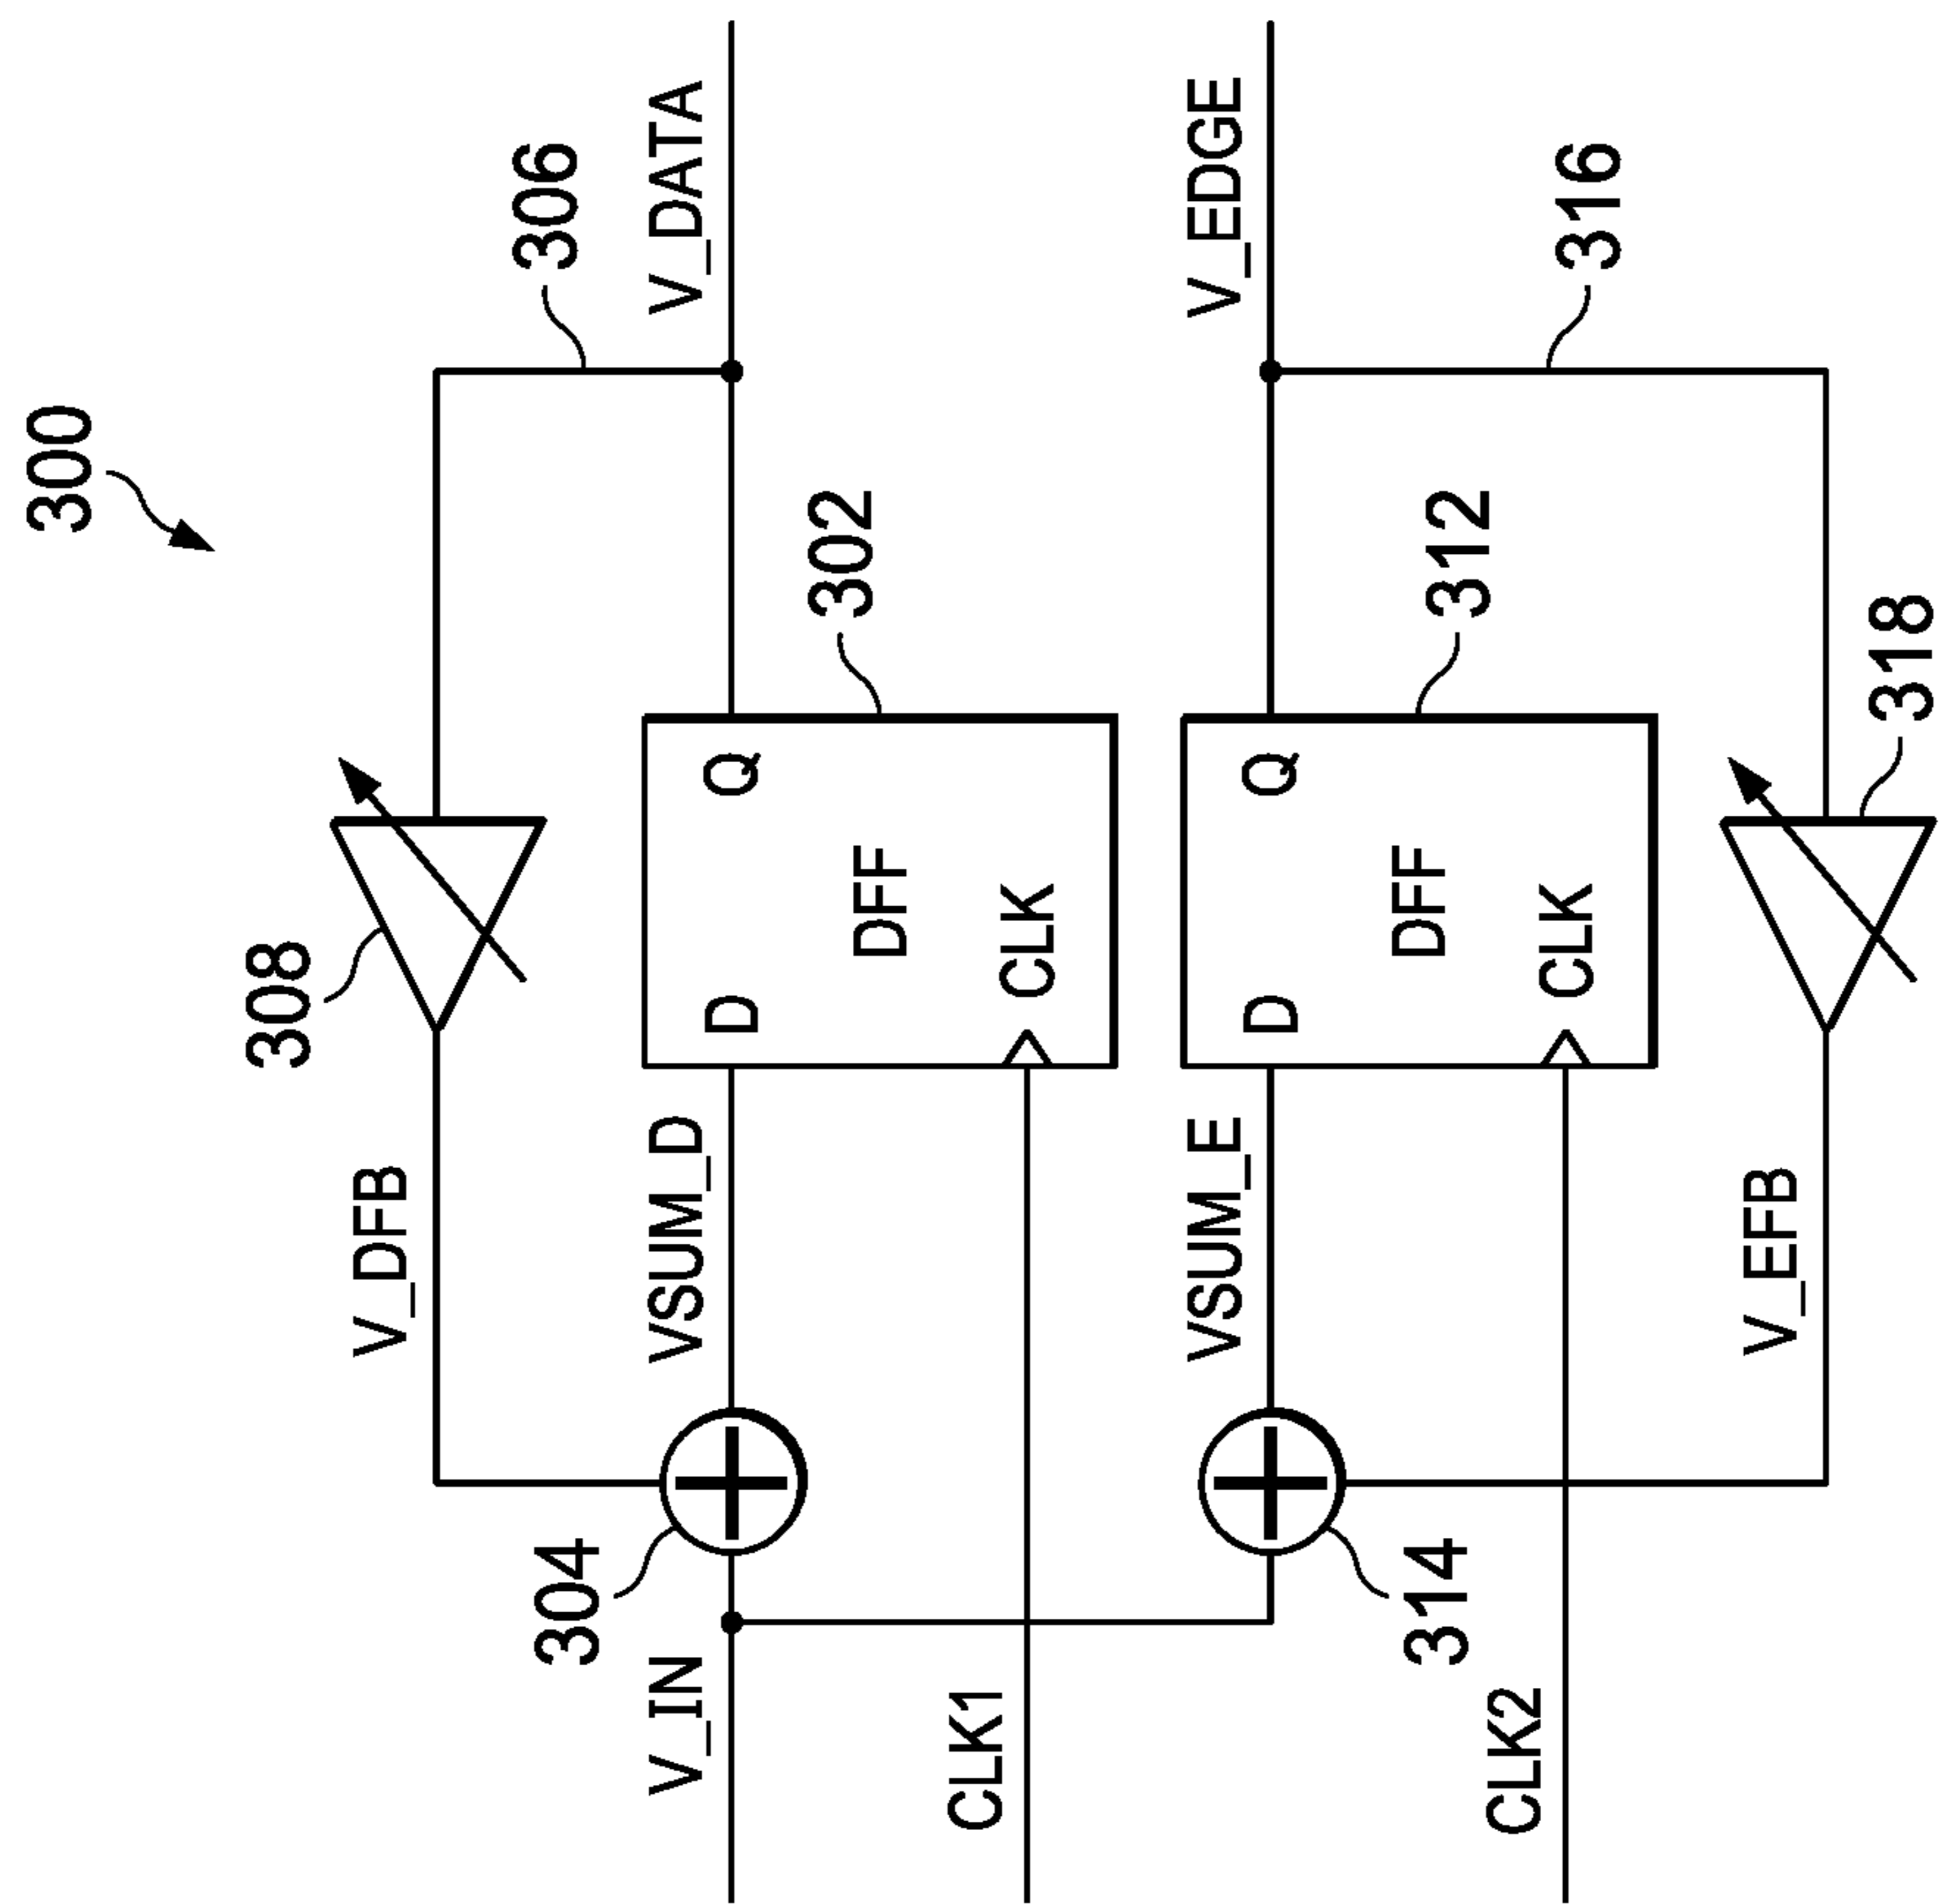 300
306
V_DATA
308
V_DFB
304
VSUM_D
D
Q
DFF
CLK
302
V_IN
CLK1
V_EDGE
316
314
VSUM_E
D
Q
DFF
CLK
312
CLK2
V_EFB
318